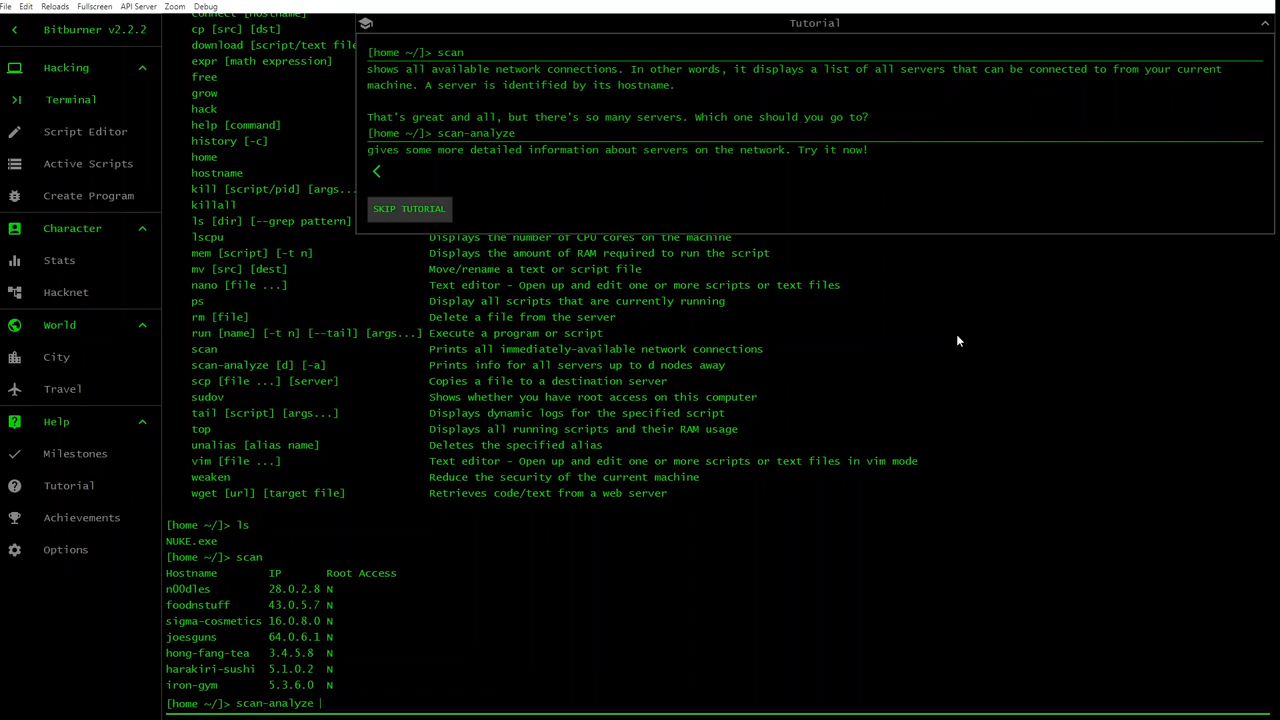 File Edit Reloads Fullscreen API Server Zoom Debug
Bitburner v2.2.2
Hacking
Terminal
Script Editor
Active Scripts
Create Program
Character
Stats
Hacknet
World
City
Travel
Help
Milestones
Tutorial
Achievements
Options
Tutorial
[home ~/]> scan
shows all available network connections. In other words, it displays a list of all servers that can be connected to from your current
machine. A server is identified by its hostname.
That's great and all, but there's so many servers. Which one should you go to?
[home ~/]> scan-analyze
gives some more detailed information about servers on the network. Try it now!
SKIP TUTORIAL
connect [hostname]
cp [src] [dst]
download [script/text file
expr [math expression]
free
grow
hack
help [command]
history [-c]
home
hostname
kill [script/pid] [args...
killall
ls [dir] [--grep pattern]
lscpu Displays the number of CPU cores on the machine
mem [script] [-t n] Displays the amount of RAM required to run the script
mv [src] [dest] Move/rename a text or script file
nano [file ...] Text editor - Open up and edit one or more scripts or text files
ps Display all scripts that are currently running
rm [file] Delete a file from the server
run [name] [-t n] [--tail] [args...] Execute a program or script
scan Prints all immediately-available network connections
scan-analyze [d] [-a] Prints info for all servers up to d nodes away
scp [file ...] [server] Copies a file to a destination server
sudov Shows whether you have root access on this computer
tail [script] [args...] Displays dynamic logs for the specified script
top Displays all running scripts and their RAM usage
unalias [alias name] Deletes the specified alias
vim [file ...] Text editor - Open up and edit one or more scripts or text files in vim mode
weaken Reduce the security of the current machine
wget [url] [target file] Retrieves code/text from a web server
[home ~/]> ls
NUKE.exe
[home ~/]> scan
Hostname IP Root Access
n00dles 28.0.2.8 N
foodnstuff 43.0.5.7 N
sigma-cosmetics 16.0.8.0 N
joesguns 64.0.6.1 N
hong-fang-tea 3.4.5.8 N
harakiri-sushi 5.1.0.2 N
iron-gym 5.3.6.0 N
[home ~/]> scan-analyze